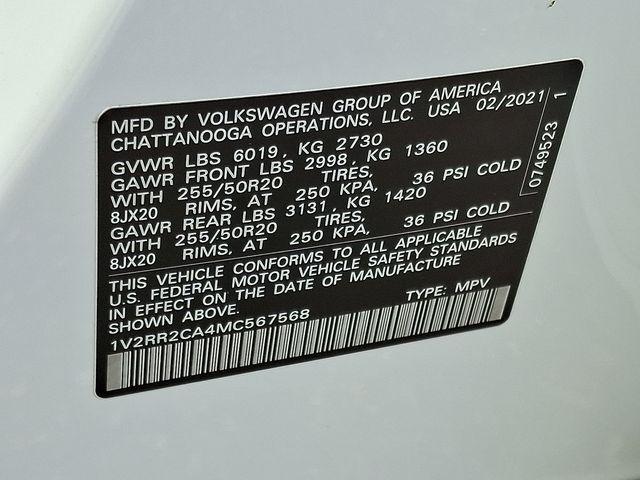 MFD BY VOLKSWAGEN GROUP OF AMERICA
CHATTANOOGA OPERATIONS, LLC. USA 02/2021
GVWR LBS 6019, KG 2730
GAWR FRONT LBS 2998, KG 1360
WITH 255/50R20 TIRES,
8JX20 RIMS, AT 250 KPA, 36 PSI COLD
GAWR REAR LBS 3131, KG 1420
WITH 255/50R20 TIRES,
8JX20 RIMS, AT 250 KPA, 36 PSI COLD
THIS VEHICLE CONFORMS TO ALL APPLICABLE
U.S. FEDERAL MOTOR VEHICLE SAFETY STANDARDS
IN EFFECT ON THE DATE OF MANUFACTURE
SHOWN ABOVE.
1V2RR2CA4MC567568 TYPE: MPV
0749523 1